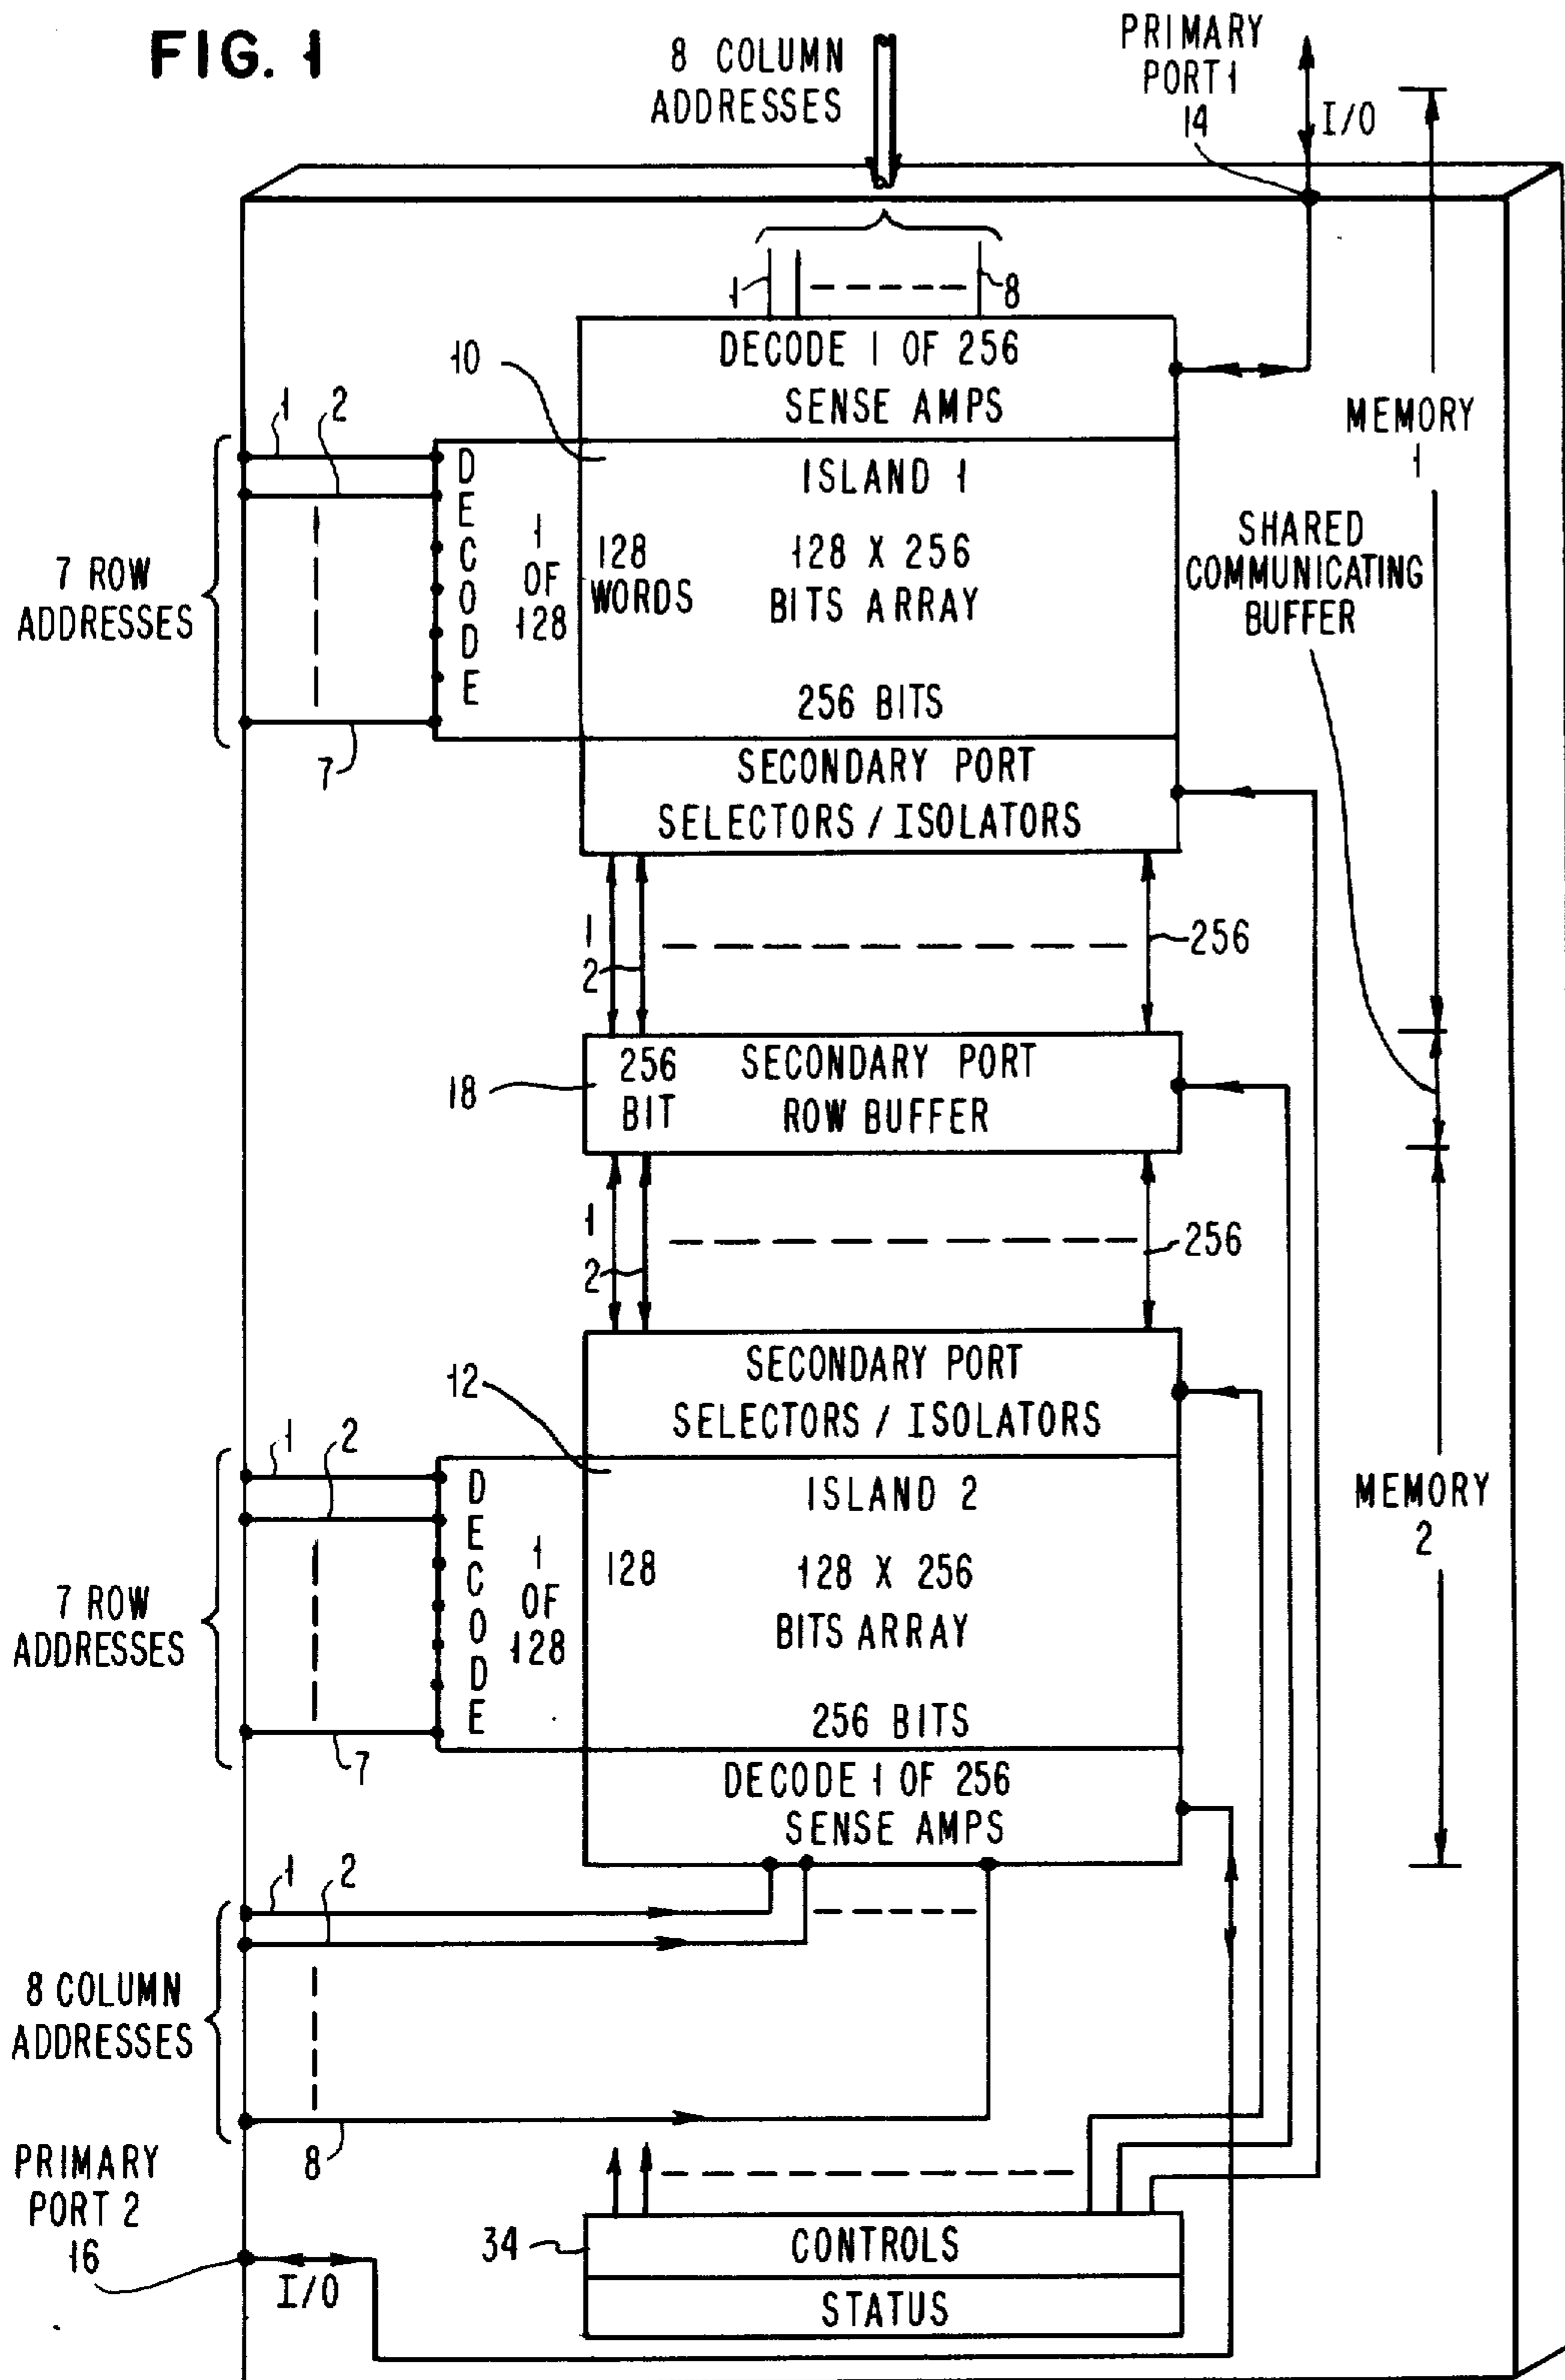 FIG. 1
8 COLUMN
ADDRESSES
PRIMARY
PORT 1
14
I/O
1
8
DECODE 1 OF 256
SENSE AMPS
10
MEMORY
1
1
2
7 ROW
ADDRESSES
7
DECODE
1
OF
128
128
WORDS
ISLAND 1
128 X 256
BITS ARRAY
256 BITS
SHARED
COMMUNICATING
BUFFER
SECONDARY PORT
SELECTORS / ISOLATORS
1
2
256
18
256
BIT
SECONDARY PORT
ROW BUFFER
1
2
256
SECONDARY PORT
SELECTORS / ISOLATORS
12
1
2
7 ROW
ADDRESSES
7
DECODE
1
OF
128
128
ISLAND 2
128 X 256
BITS ARRAY
256 BITS
MEMORY
2
DECODE 1 OF 256
SENSE AMPS
1
2
8 COLUMN
ADDRESSES
8
PRIMARY
PORT 2
16
I/O
34
CONTROLS
STATUS